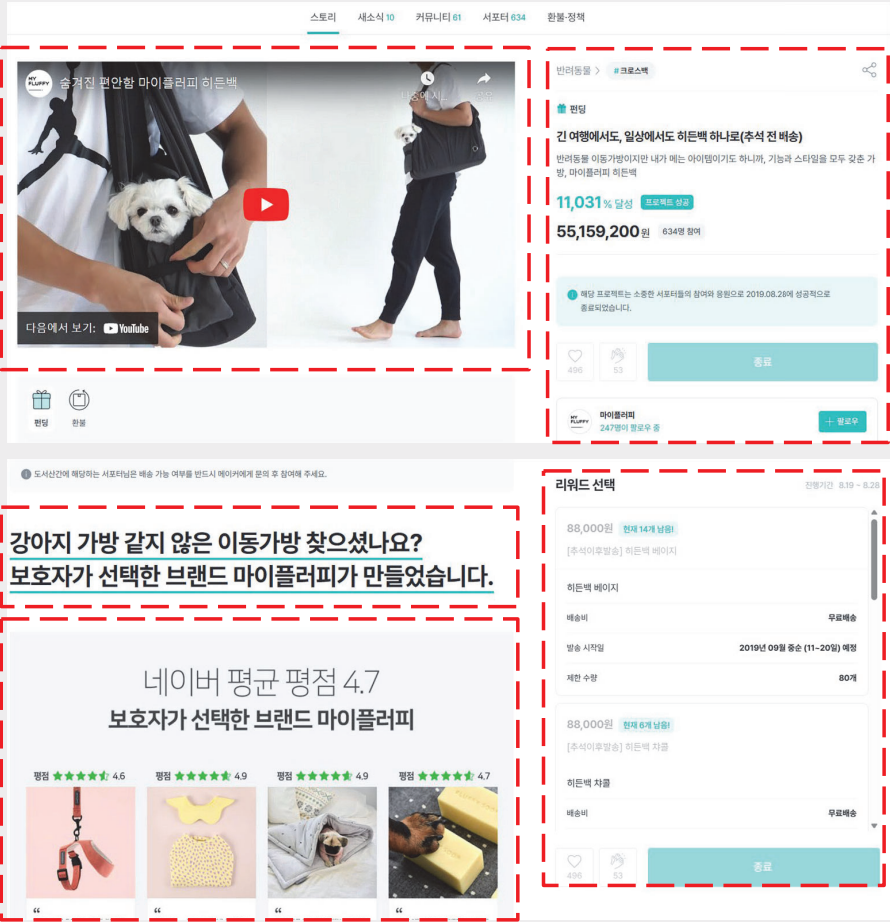 스토리 새소식 10 커뮤니티 61 서포터 634 환불·정책
MY FLUFFY
숨겨진 편안함 마이플러피 히든백
다음에서 보기: YouTube
펀딩 환불
반려동물 > #크로스백
펀딩
긴 여행에서도, 일상에서도 히든백 하나로(추석 전 배송)
반려동물 이동가방이지만 내가 메는 아이템이기도 하니까, 기능과 스타일을 모두 갖춘 가
방, 마이플러피 히든백
11,031 % 달성 프로젝트 성공
55,159,200 원 634명 참여
해당 프로젝트는 소중한 서포터들의 참여와 응원으로 2019.08.28에 성공적으로
종료되었습니다.
496 53 종료
MY FLUFFY
마이플러피
247명이 팔로우 중
+ 팔로우
도서산간에 해당하는 서포터님은 배송 가능 여부를 반드시 메이커에게 문의 후 참여해 주세요.
강아지 가방 같지 않은 이동가방 찾으셨나요?
보호자가 선택한 브랜드 마이플러피가 만들었습니다.
네이버 평균 평점 4.7
보호자가 선택한 브랜드 마이플러피
평점 4.6 평점 4.9 평점 4.9 평점 4.7
“ “ “ “
리워드 선택 진행기간 8.19 ~ 8.28
88,000원 현재 14개 남음!
[추석이후발송] 히든백 베이지
히든백 베이지
배송비 무료배송
발송 시작일 2019년 09월 중순 (11~20일) 예정
제한 수량 80개
88,000원 현재 6개 남음!
[추석이후발송] 히든백 챠콜
히든백 챠콜
배송비 무료배송
496 53 종료